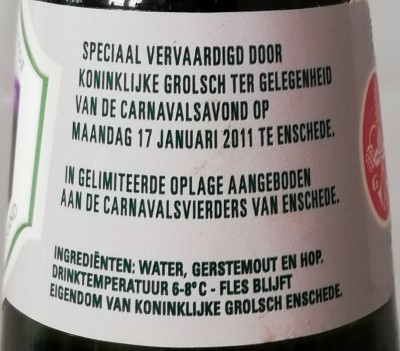 SPECIAAL VERVAARDIGD DOOR
KONINKLIJKE GROLSCH TER GELEGENHEID
VAN DE CARNAVALSAVOND OP
MAANDAG 17 JANUARI 2011 TE ENSCHEDE.
IN GELIMITEERDE OPLAGE AANGEBODEN
AAN DE CARNAVALSVIERDERS VAN ENSCHEDE.
INGREDIËNTEN: WATER, GERSTEMOUT EN HOP.
DRINKTEMPERATUUR 6-8°C - FLES BLIJFT
EIGENDOM VAN KONINKLIJKE GROLSCH ENSCHEDE.